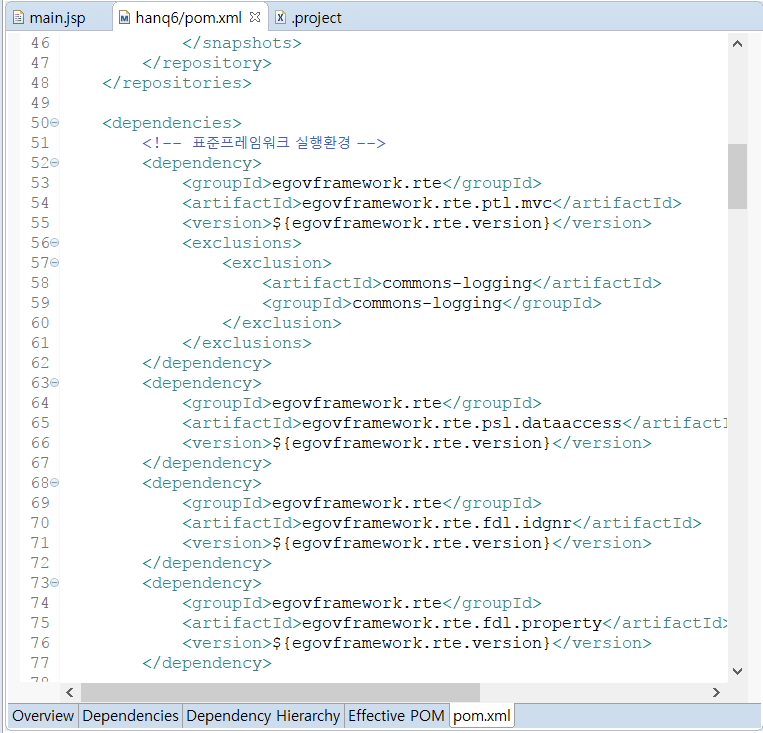 main.jsp hanq6/pom.xml .project
46 </snapshots>
47 </repository>
48 </repositories>
49
50 <dependencies>
51 <!-- 표준프레임워크 실행환경 -->
52 <dependency>
53 <groupId>egovframework.rte</groupId>
54 <artifactId>egovframework.rte.ptl.mvc</artifactId>
55 <version>${egovframework.rte.version}</version>
56 <exclusions>
57 <exclusion>
58 <artifactId>commons-logging</artifactId>
59 <groupId>commons-logging</groupId>
60 </exclusion>
61 </exclusions>
62 </dependency>
63 <dependency>
64 <groupId>egovframework.rte</groupId>
65 <artifactId>egovframework.rte.psl.dataaccess</artifactI
66 <version>${egovframework.rte.version}</version>
67 </dependency>
68 <dependency>
69 <groupId>egovframework.rte</groupId>
70 <artifactId>egovframework.rte.fdl.idgnr</artifactId>
71 <version>${egovframework.rte.version}</version>
72 </dependency>
73 <dependency>
74 <groupId>egovframework.rte</groupId>
75 <artifactId>egovframework.rte.fdl.property</artifactId>
76 <version>${egovframework.rte.version}</version>
77 </dependency>
78
Overview Dependencies Dependency Hierarchy Effective POM pom.xml